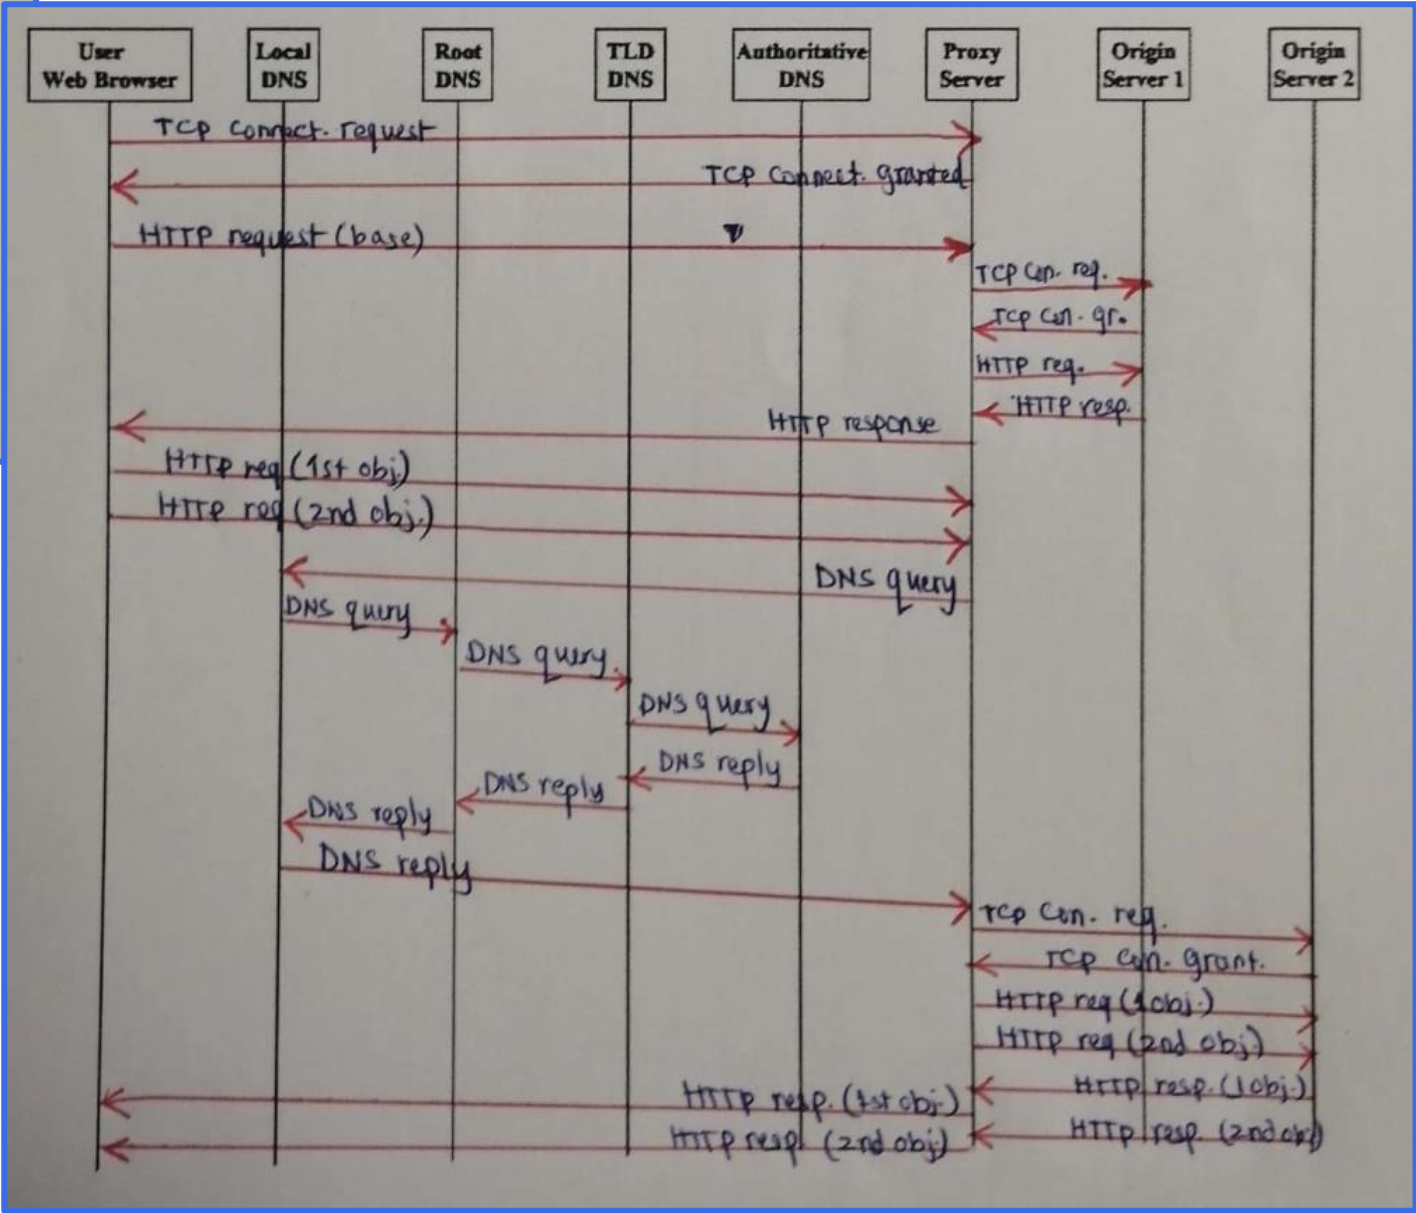 User
Web Browser
Local
DNS
Root
DNS
TLD
DNS
Authoritative
DNS
Proxy
Server
Origin
Server 1
Origin
Server 2
TCP connect. request
TCP connect. granted
HTTP request (base)
TCP con. req.
TCP con. gr.
HTTP req.
HTTP resp.
HTTP response
HTTP req (1st obj.)
HTTP req (2nd obj.)
DNS query
DNS query
DNS query
DNS query
DNS reply
DNS reply
DNS reply
DNS reply
TCP con. req.
TCP con. grant.
HTTP req (1obj.)
HTTP req (2nd obj.)
HTTP resp. (1obj.)
HTTP resp. (1st obj.)
HTTP resp. (2nd obj)
HTTP resp. (2nd obj)